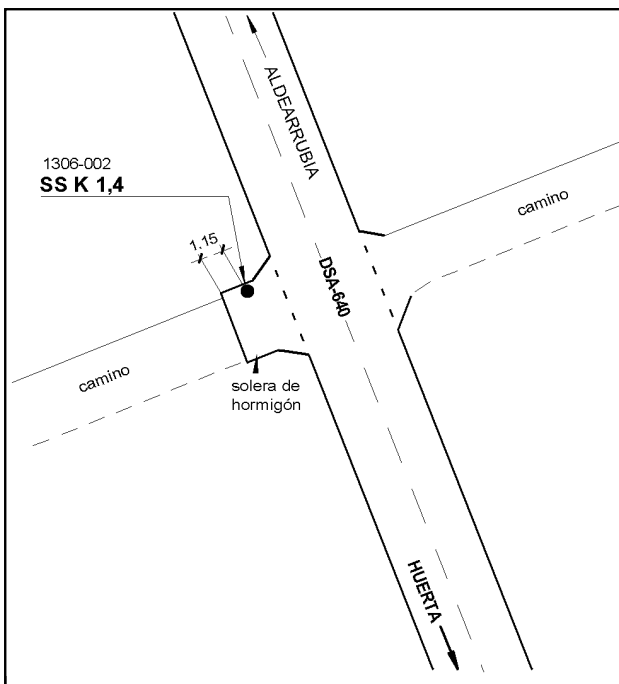 ALDEARRUBIA
1306-002
SS K 1,4
camino
1.15
DSA-640
camino
solera de
hormigón
HUERTA